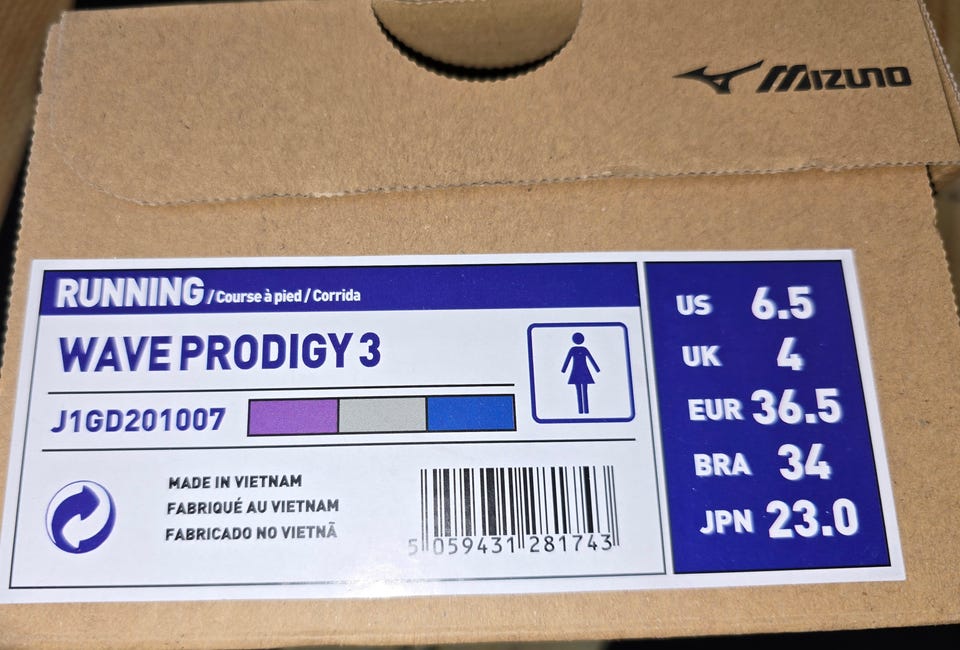 MIZUNO
RUNNING / Course à pied / Corrida
WAVE PRODIGY 3
J1GD201007
MADE IN VIETNAM
FABRIQUÉ AU VIETNAM
FABRICADO NO VIETNÃ
5 059431 281743
US 6.5
UK 4
EUR 36.5
BRA 34
JPN 23.0